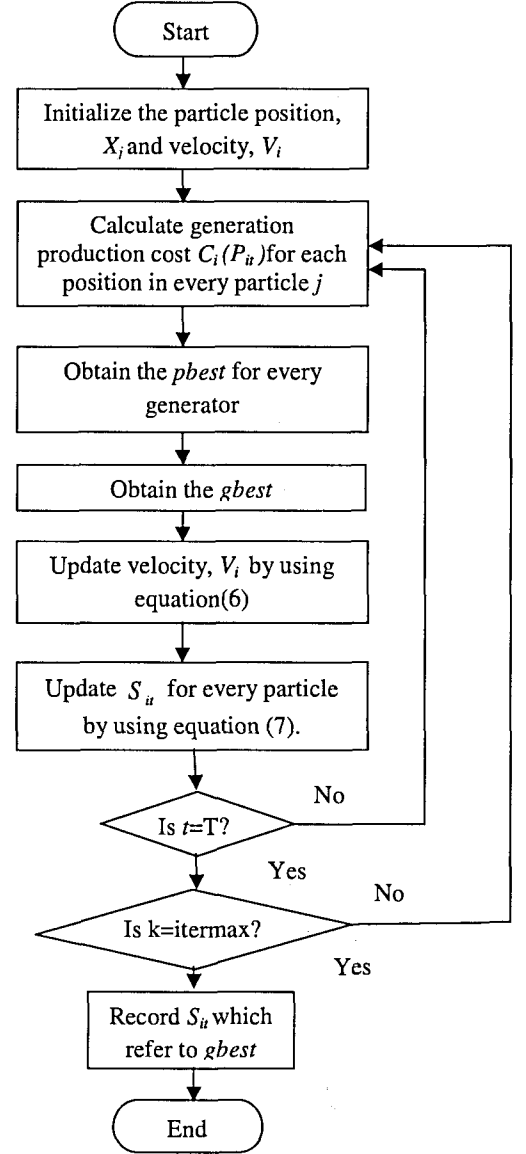 Start
Initialize the particle position,
Xj and velocity, Vi
Calculate generation
production cost Ci(Pit) for each
position in every particle j
Obtain the pbest for every
generator
Obtain the gbest
Update velocity, Vi by using
equation(6)
Update Sit for every particle
by using equation (7).
No
Is t=T?
Yes
No
Is k=itermax?
Yes
Record Sit which
refer to gbest
End